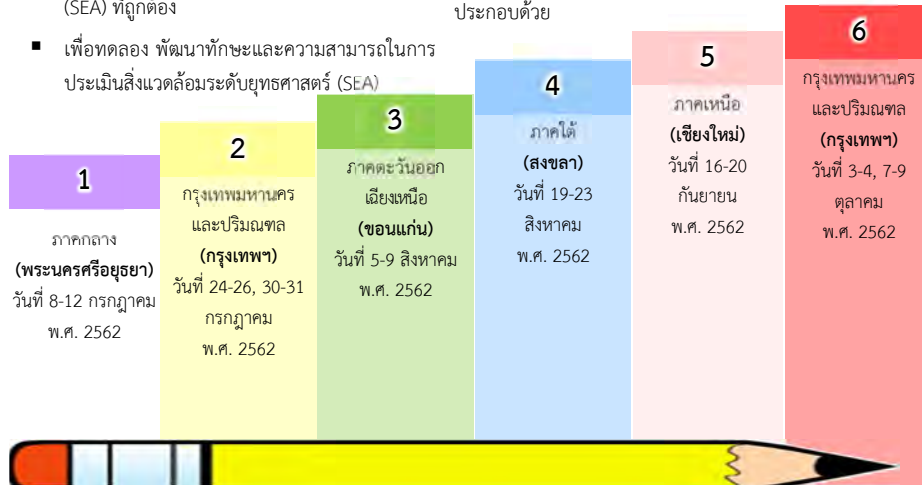 (SEA) ที่ถูกต้อง
▪ เพื่อทดลอง พัฒนาทักษะและความสามารถในการ
ประเมินสิ่งแวดล้อมระดับยุทธศาสตร์ (SEA)
ประกอบด้วย
1
ภาคกลาง
(พระนครศรีอยุธยา)
วันที่ 8-12 กรกฎาคม
พ.ศ. 2562
2
กรุงเทพมหานคร
และปริมณฑล
(กรุงเทพฯ)
วันที่ 24-26, 30-31
กรกฎาคม
พ.ศ. 2562
3
ภาคตะวันออก
เฉียงเหนือ
(ขอนแก่น)
วันที่ 5-9 สิงหาคม
พ.ศ. 2562
4
ภาคใต้
(สงขลา)
วันที่ 19-23
สิงหาคม
พ.ศ. 2562
5
ภาคเหนือ
(เชียงใหม่)
วันที่ 16-20
กันยายน
พ.ศ. 2562
6
กรุงเทพมหานคร
และปริมณฑล
(กรุงเทพฯ)
วันที่ 3-4, 7-9
ตุลาคม
พ.ศ. 2562